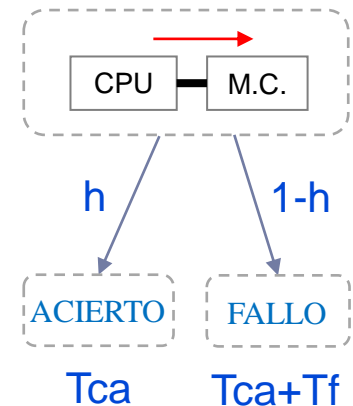 CPU M.C.
h 1-h
ACIERTO FALLO
Tca Tca+Tf